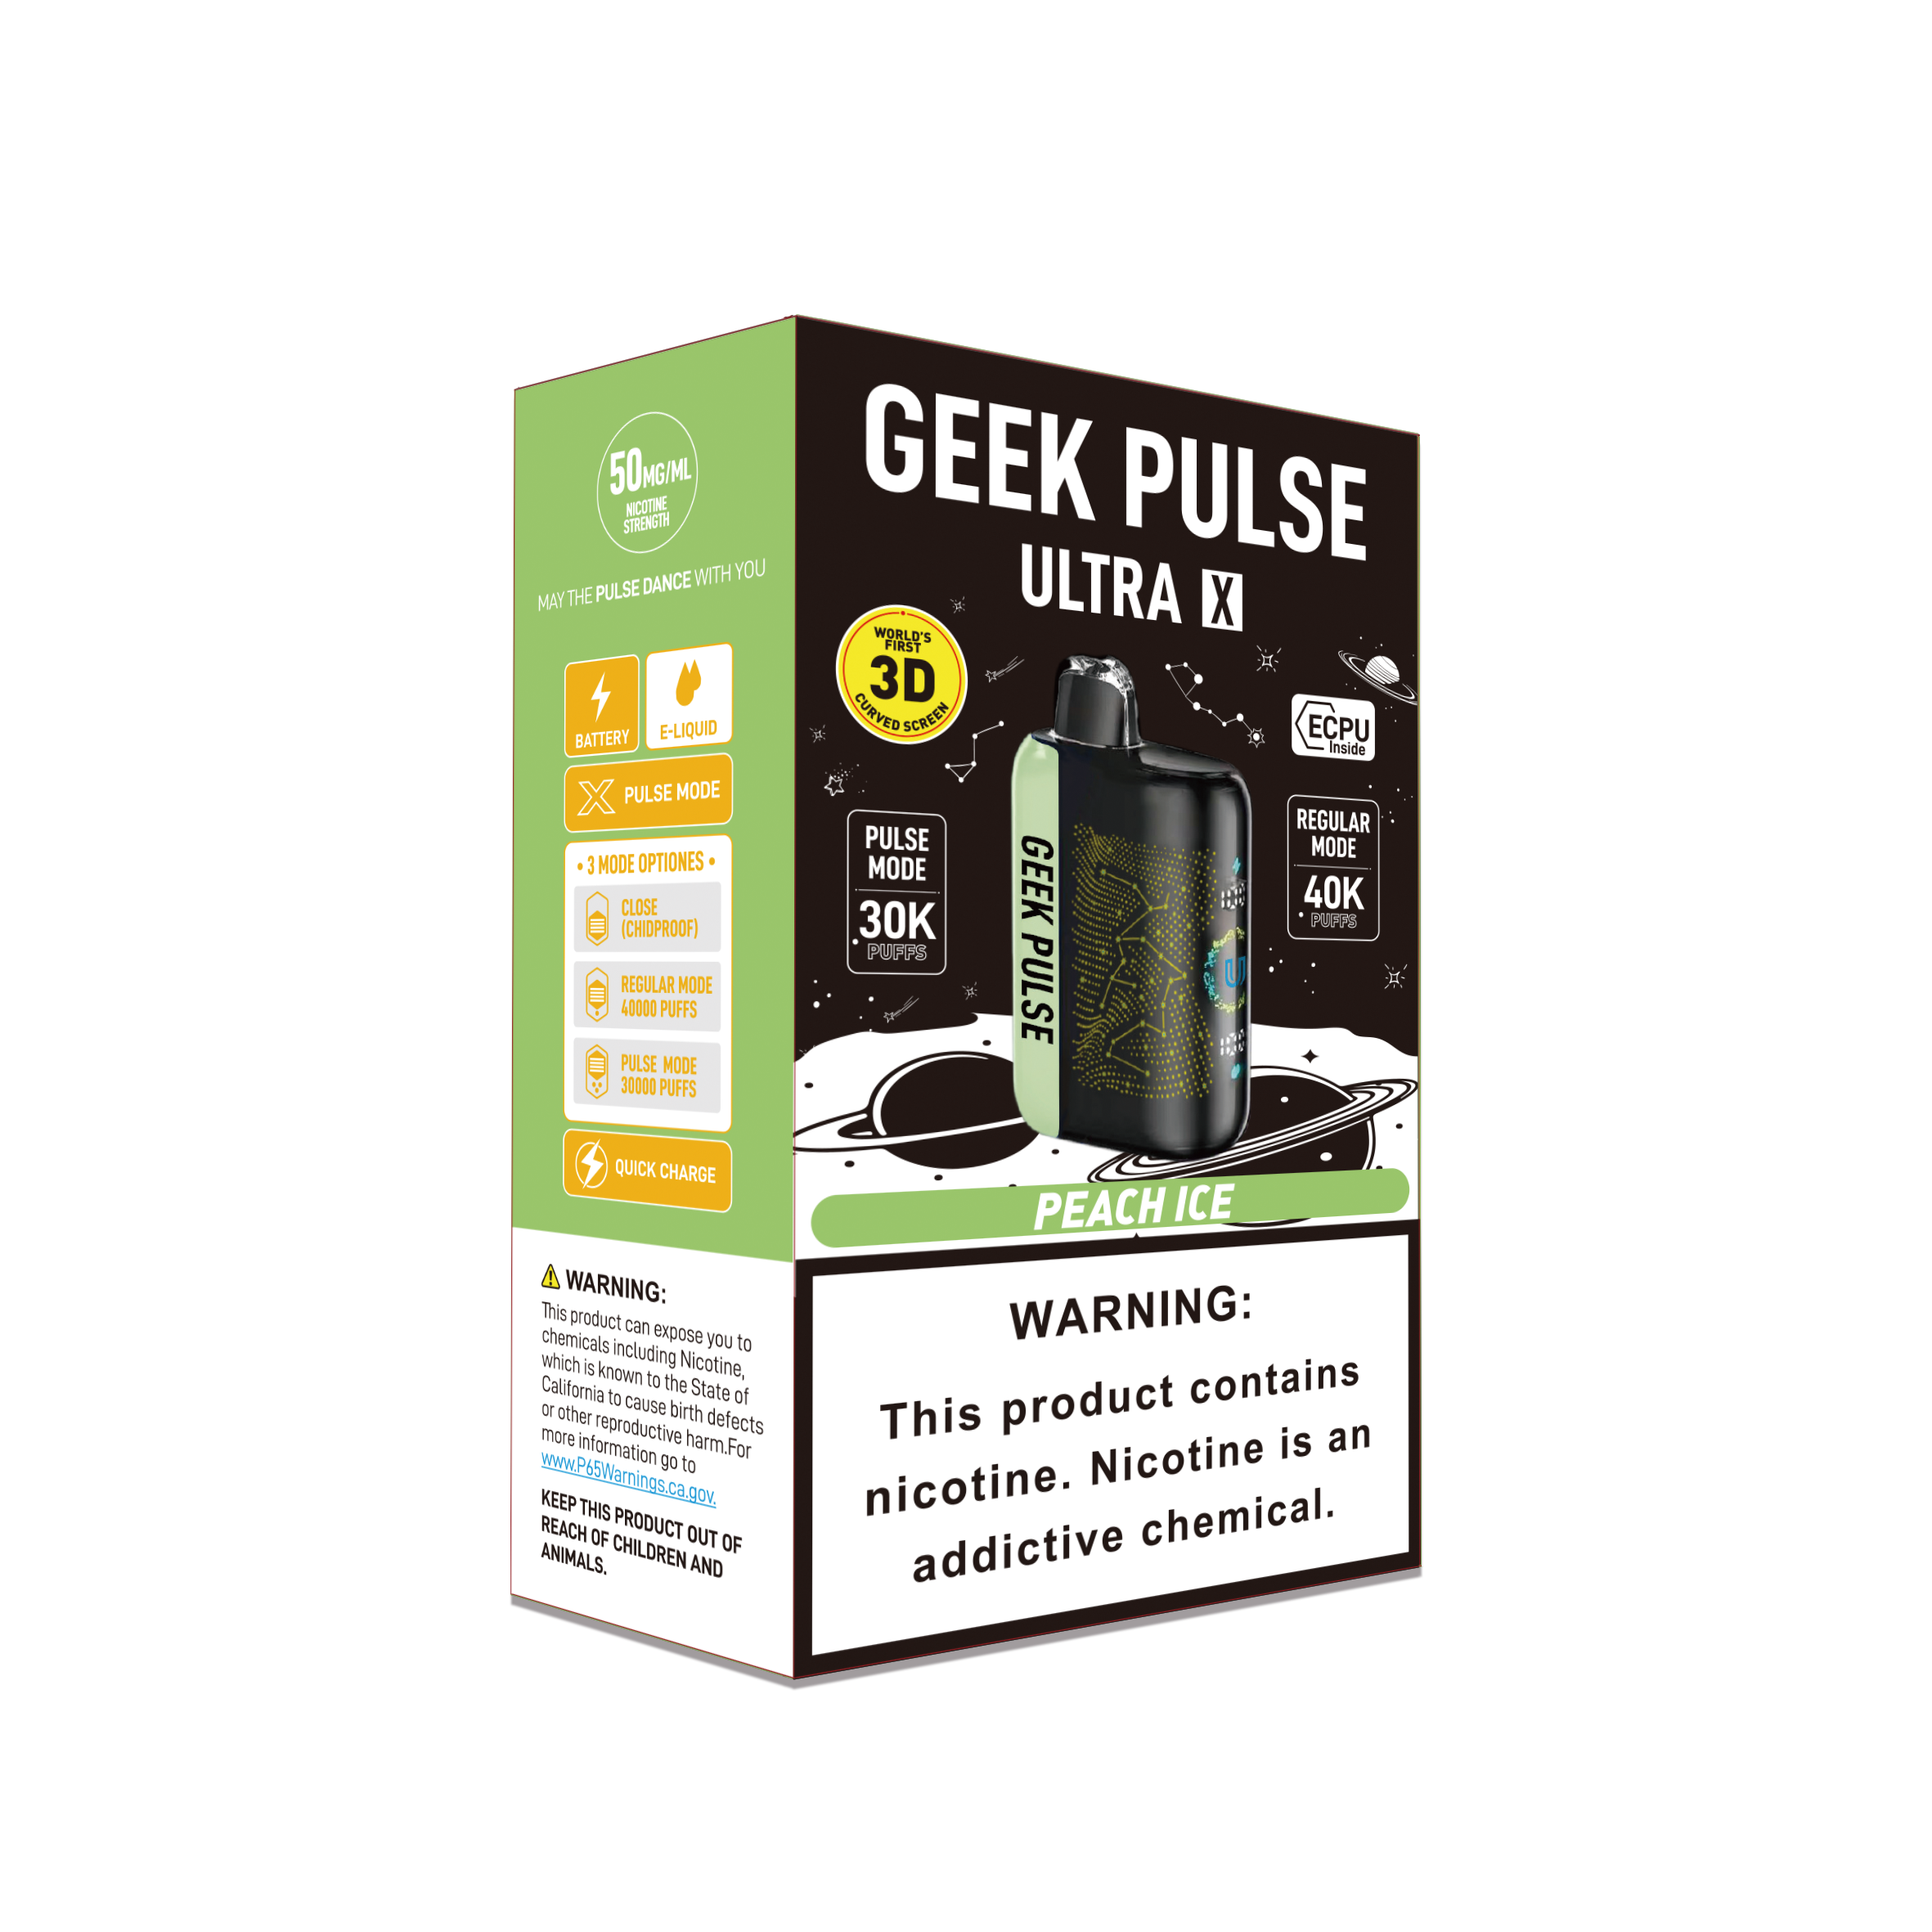 50MG/ML
NICOTINE
STRENGTH
MAY THE PULSE DANCE WITH YOU
BATTERY
E-LIQUID
X PULSE MODE
• 3 MODE OPTIONES •
CLOSE
(CHIDPROOF)
REGULAR MODE
40000 PUFFS
PULSE MODE
30000 PUFFS
QUICK CHARGE
WARNING:
This product can expose you to
chemicals including Nicotine,
which is known to the State of
California to cause birth defects
or other reproductive harm.For
more information go to
www.P65Warnings.ca.gov.
KEEP THIS PRODUCT OUT OF
REACH OF CHILDREN AND
ANIMALS.
GEEK PULSE
ULTRA X
WORLD'S
FIRST
3D
CURVED SCREEN
ECPU
Inside
PULSE
MODE
30K
PUFFS
REGULAR
MODE
40K
PUFFS
GEEK PULSE
U
PEACH ICE
WARNING:
This product contains
nicotine. Nicotine is an
addictive chemical.